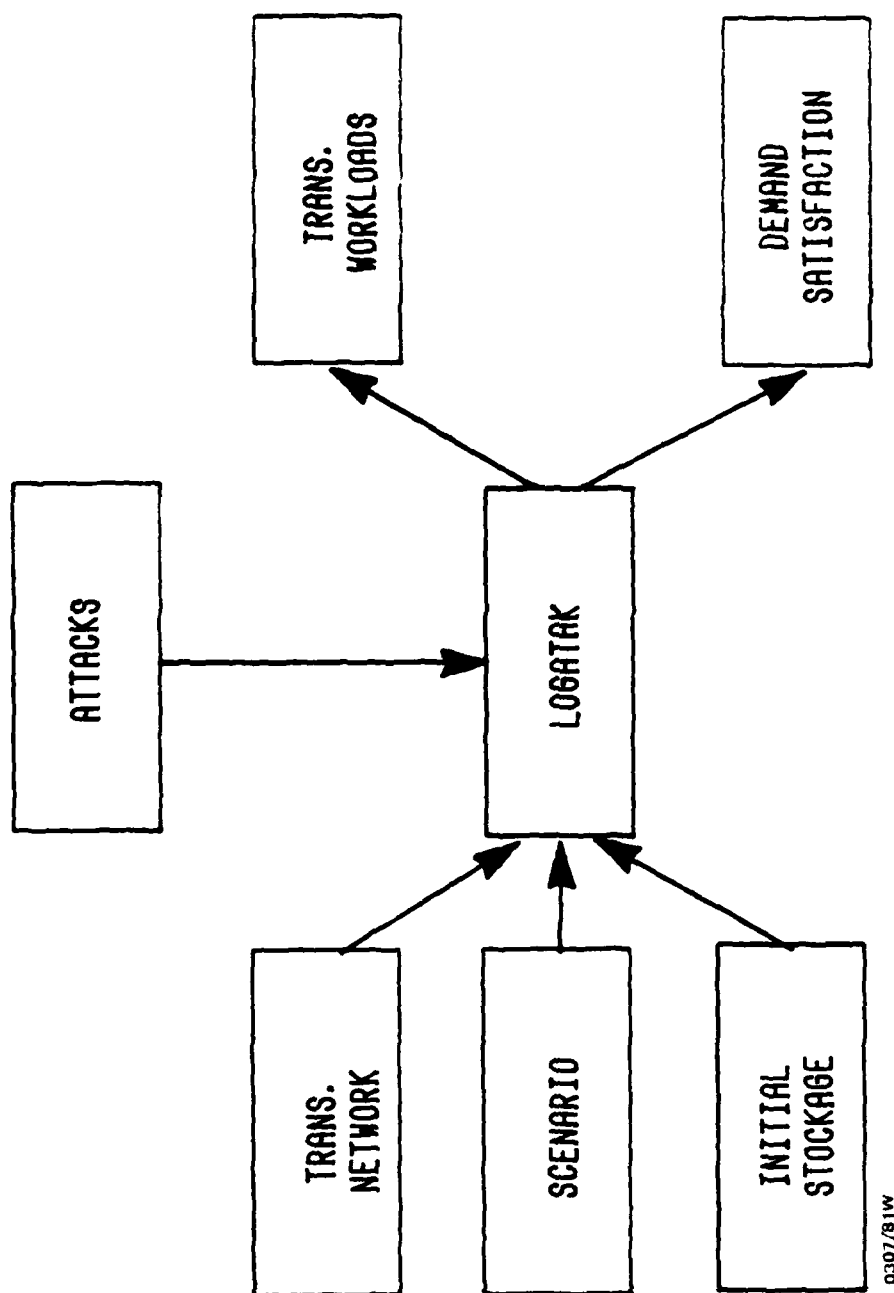 ATTACKS
TRANS.
NETWORK
SCENARIO
INITIAL
STOCKAGE
LOGATAK
TRANS.
WORKLOADS
DEMAND
SATISFACTION
0307/81W